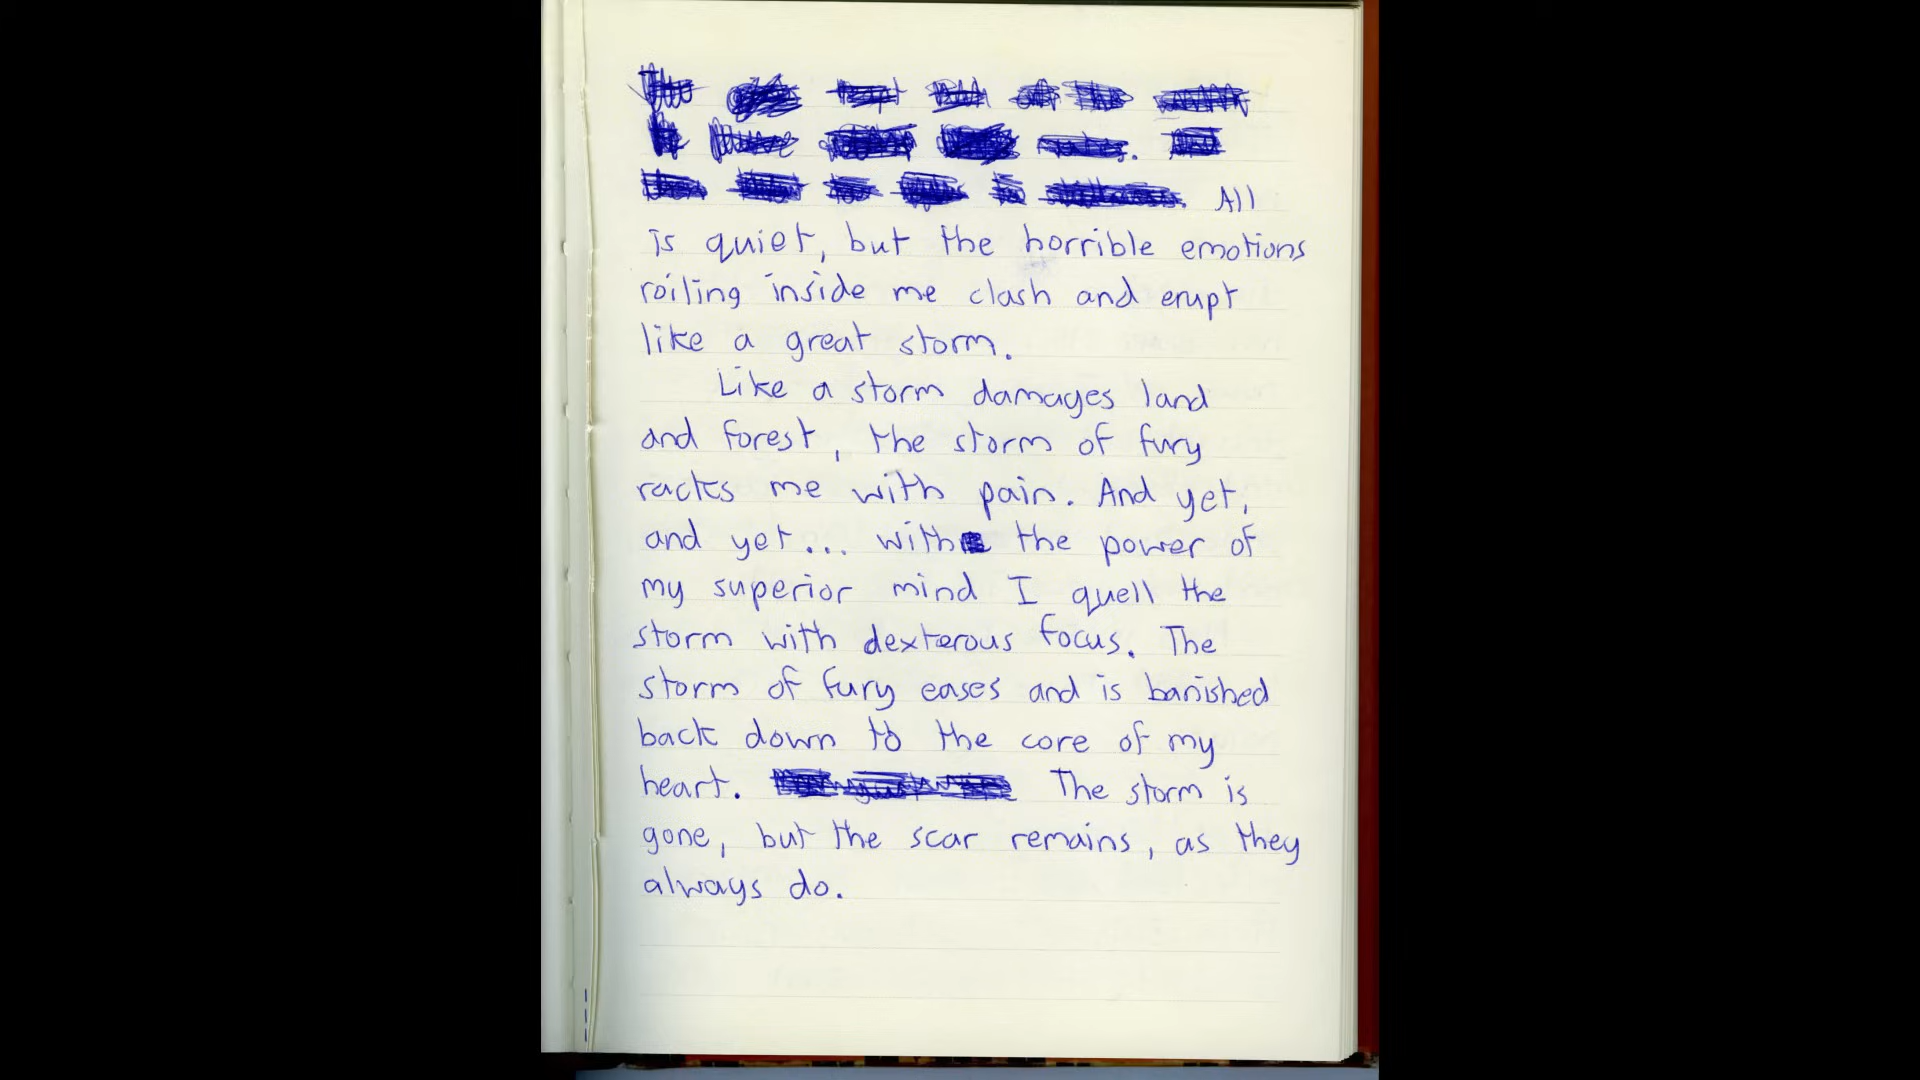 All
is quiet, but the horrible emotions
roiling inside me clash and erupt
like a great storm.
Like a storm damages land
and forest, the storm of fury
racks me with pain. And yet,
and yet... with the power of
my superior mind I quell the
storm with dexterous focus. The
storm of fury eases and is banished
back down to the core of my
heart. The storm is
gone, but the scar remains, as they
always do.